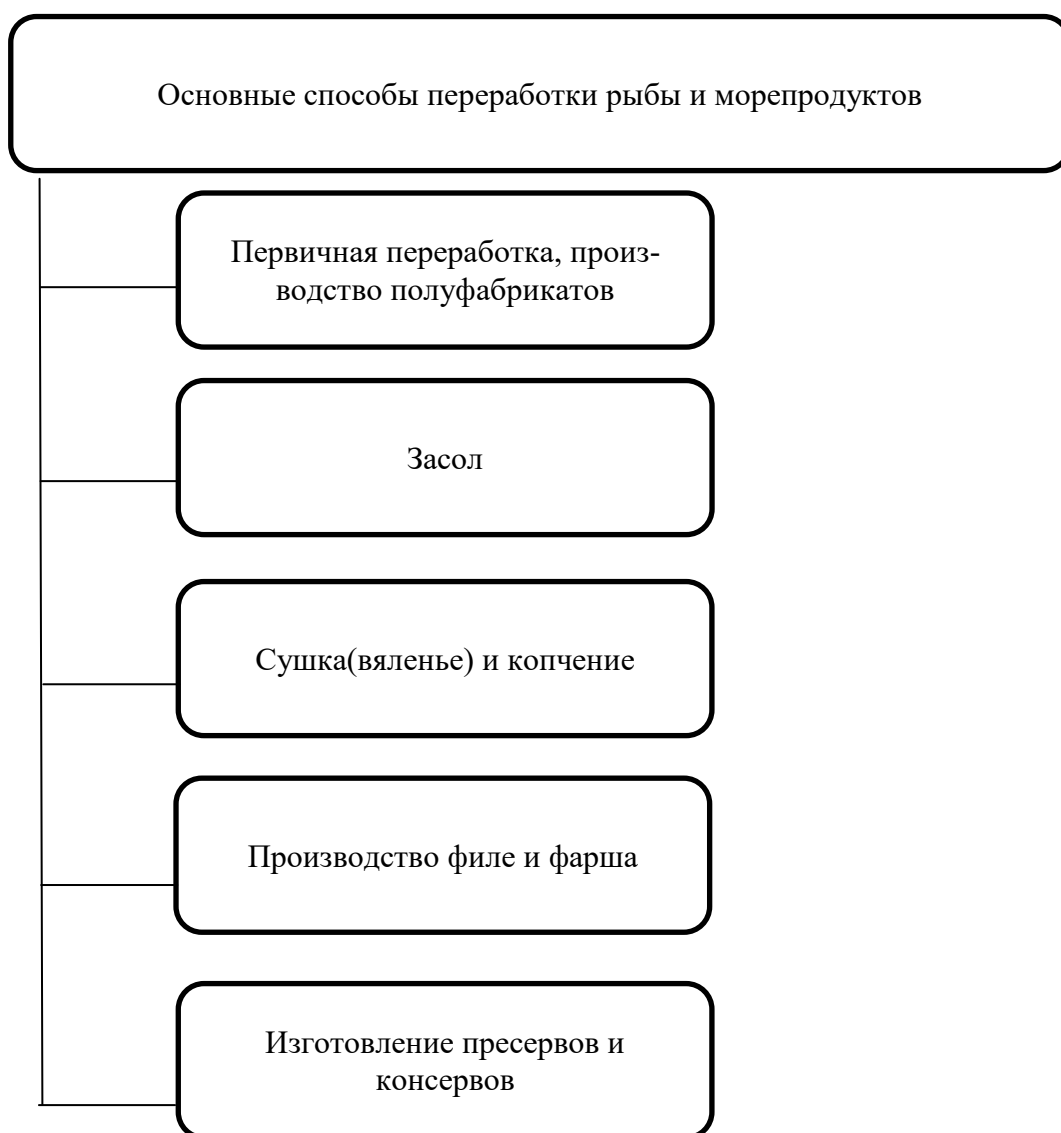 Основные способы переработки рыбы и морепродуктов
Первичная переработка, произ-
водство полуфабрикатов
Засол
Сушка(вяленье) и копчение
Производство филе и фарша
Изготовление пресервов и
консервов